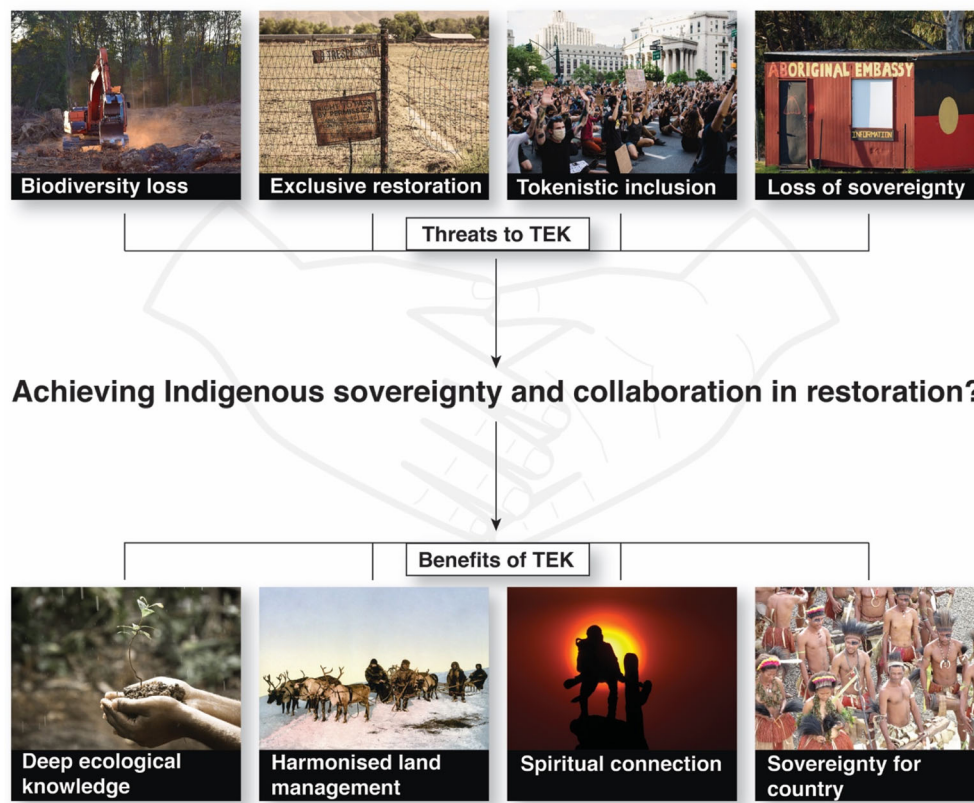 ABORIGINAL EMBASSY
INFORMATION
Biodiversity loss
Exclusive restoration
Tokenistic inclusion
Loss of sovereignty
Threats to TEK
Achieving Indigenous sovereignty and collaboration in restoration?
Benefits of TEK
Deep ecological
knowledge
Harmonised land
management
Spiritual connection
Sovereignty for
country